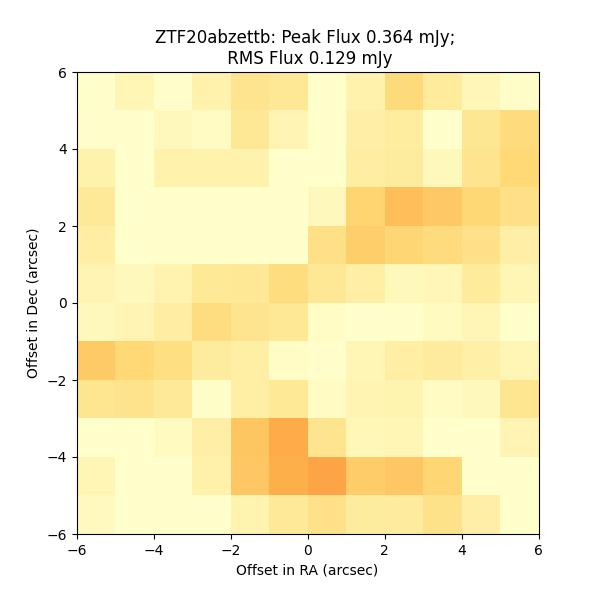 ZTF20abzettb: Peak Flux 0.364 mJy;
RMS Flux 0.129 mJy
6
4
2
0
−2
−4
−6
Offset in Dec (arcsec)
−6 −4 −2 0 2 4 6
Offset in RA (arcsec)